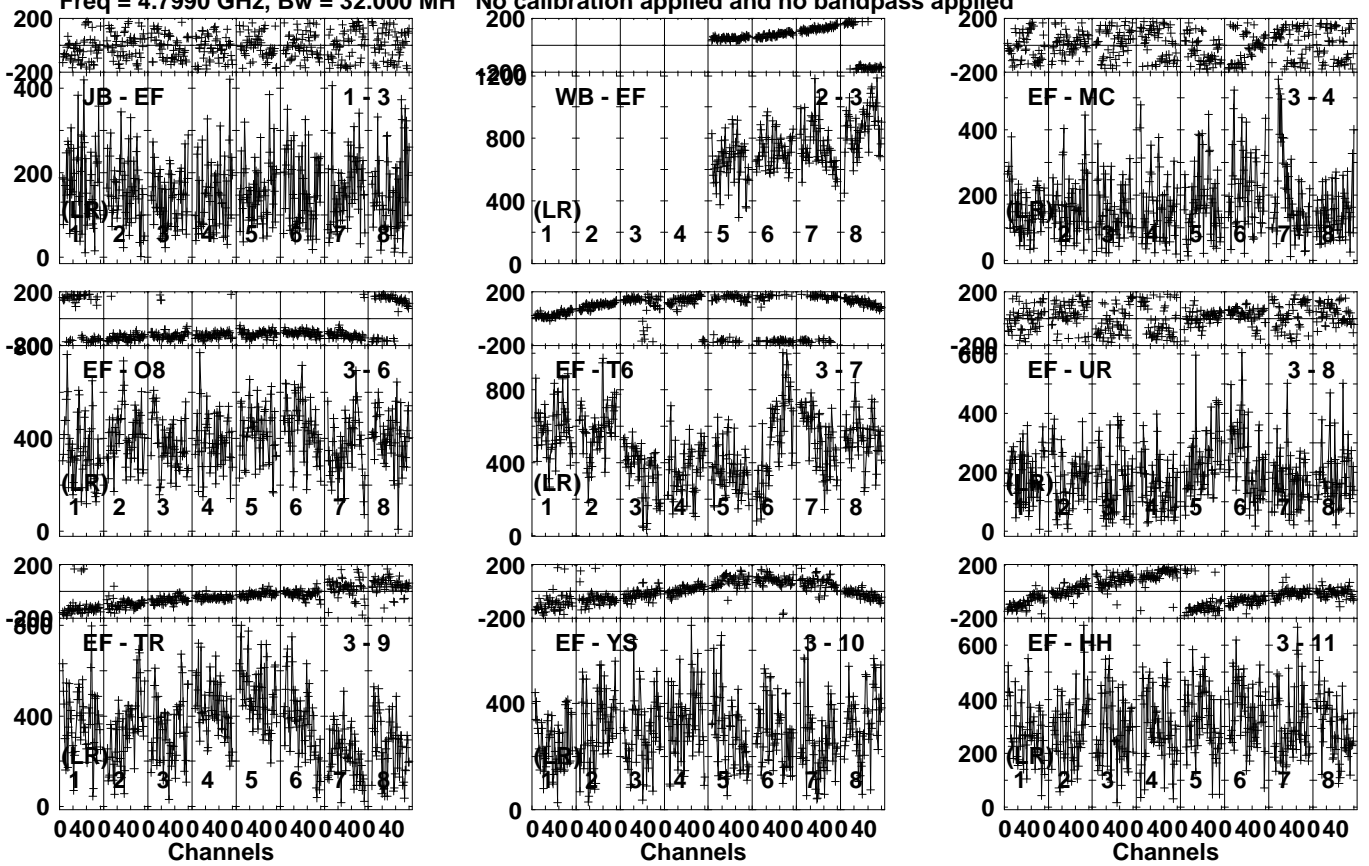 Freq = 4.7990 GHz, Bw = 32.000 MH No calibration applied and no bandpass applied
200 200 200
-200 -200 -200
400 1200
JB - EF 1 - 3 WB - EF 2 - 3 EF - MC 3 - 4
800 400
200 400 200
(LR) (LR) (LR)
1 2 3 4 5 6 7 8 1 2 3 4 5 6 7 8 1 2 3 4 5 6 7 8
0 0 0
200 200 200
-200 -200
800 600
EF - O8 3 - 6 EF - T6 3 - 7 EF - UR 3 - 8
800 400
400 400 200
(LR) (LR) (LR)
1 2 3 4 5 6 7 8 1 2 3 4 5 6 7 8 1 2 3 4 5 6 7 8
0 0 0
200 200 200
-200 -200 -200
800
EF - TR 3 - 9 EF - YS 3 - 10 EF - HH 3 - 11
600
400 400 400
200
(LR) (LR) (LR)
1 2 3 4 5 6 7 8 1 2 3 4 5 6 7 8 1 2 3 4 5 6 7 8
0 0 0
0 40 0 40 0 40 0 40 0 40 0 40 0 40 0 40 0 40 0 40 0 40 0 40 0 40 0 40 0 40 0 40 0 40 0 40 0 40 0 40 0 40 0 40 0 40 0 40
Channels Channels Channels